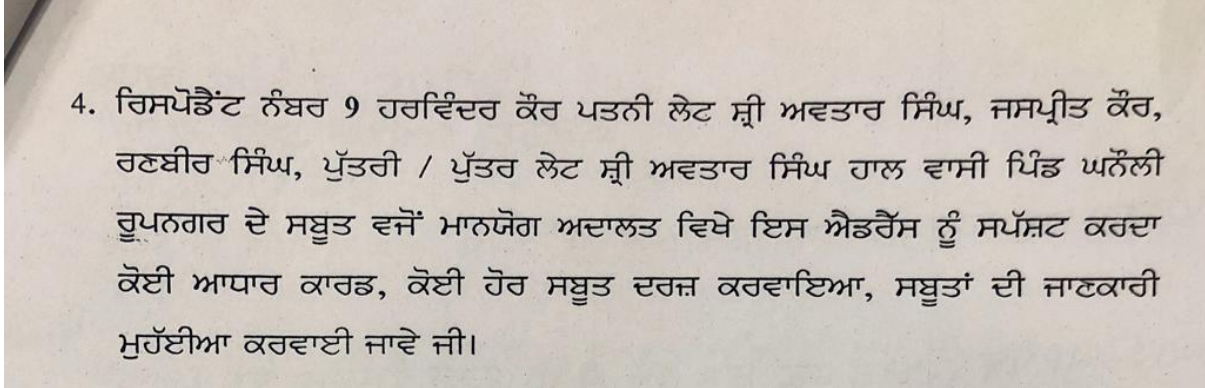 4. ਰਿਸਪੋਡੈਂਟ ਨੰਬਰ 9 ਹਰਵਿੰਦਰ ਕੌਰ ਪਤਨੀ ਲੇਟ ਸ਼੍ਰੀ ਅਵਤਾਰ ਸਿੰਘ, ਜਸਪ੍ਰੀਤ ਕੌਰ,
ਰਣਬੀਰ ਸਿੰਘ, ਪੁੱਤਰੀ / ਪੁੱਤਰ ਲੇਟ ਸ਼੍ਰੀ ਅਵਤਾਰ ਸਿੰਘ ਹਾਲ ਵਾਸੀ ਪਿੰਡ ਘਨੌਲੀ
ਰੂਪਨਗਰ ਦੇ ਸਬੂਤ ਵਜੋਂ ਮਾਨਯੋਗ ਅਦਾਲਤ ਵਿਖੇ ਇਸ ਐਡਰੈੱਸ ਨੂੰ ਸਪੱਸ਼ਟ ਕਰਦਾ
ਕੋਈ ਆਧਾਰ ਕਾਰਡ, ਕੋਈ ਹੋਰ ਸਬੂਤ ਦਰਜ਼ ਕਰਵਾਇਆ, ਸਬੂਤਾਂ ਦੀ ਜਾਣਕਾਰੀ
ਮੁਹੱਈਆ ਕਰਵਾਈ ਜਾਵੇ ਜੀ।